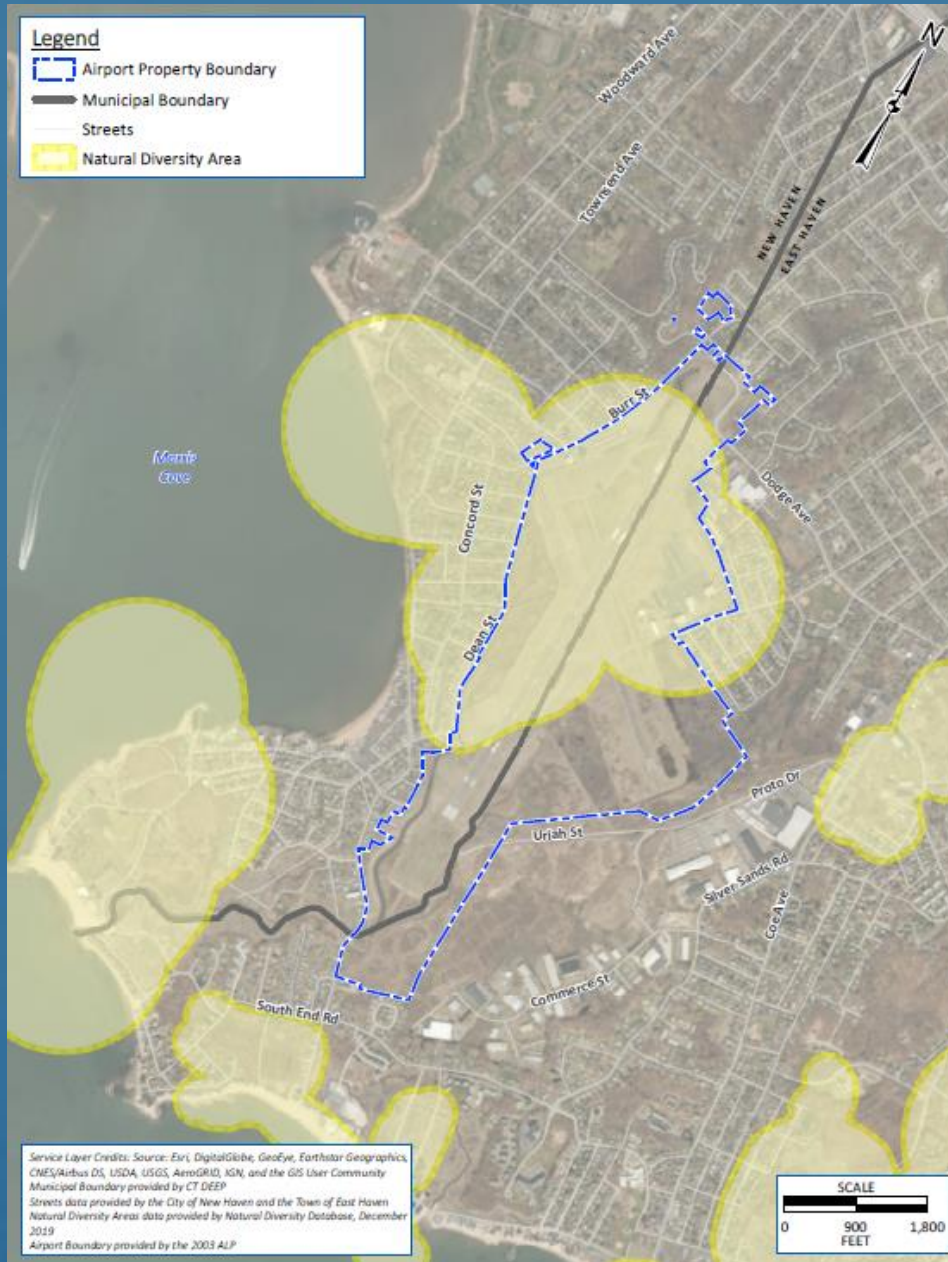 Legend
Airport Property Boundary
Municipal Boundary
Streets
Natural Diversity Area
N
Woodward Ave
Townsend Ave
NEW HAVEN
EAST HAVEN
Burr St
Morris
Cove
Concord St
Dodge Ave
Dean St
Proto Dr
Uriah St
Silver Sands Rd
Coe Ave
Commerce St
South End Rd
Service Layer Credits: Source: Esri, DigitalGlobe, GeoEye, Earthstar Geographics,
CNES/Airbus DS, USDA, USGS, AeroGRID, IGN, and the GIS User Community
Municipal Boundary provided by CT DEEP
Streets data provided by the City of New Haven and the Town of East Haven
Natural Diversity Areas data provided by Natural Diversity Database, December
2019
Airport Boundary provided by the 2003 ALP
SCALE
0 900 1,800
FEET